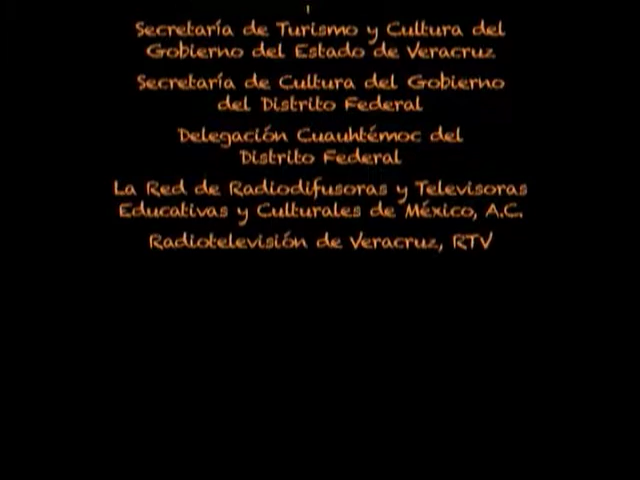 Secretaría de Turismo y Cultura del
Gobierno del Estado de Veracruz
Secretaría de Cultura del Gobierno
del Distrito Federal
Delegación Cuauhtémoc del
Distrito Federal
La Red de Radiodifusoras y Televisoras
Educativas y Culturales de México, A.C.
Radiotelevisión de Veracruz, RTV